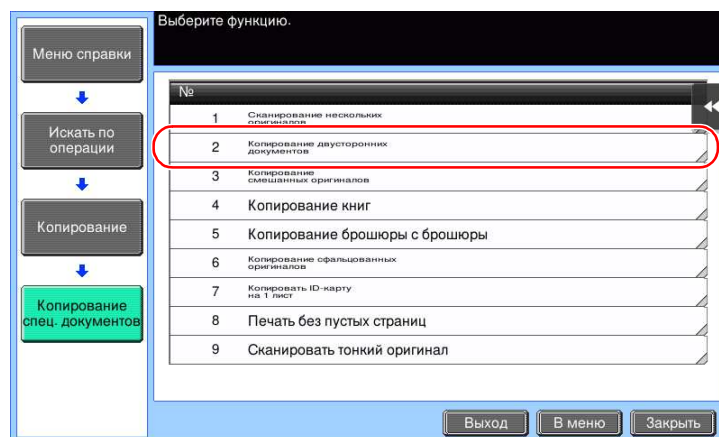 Выберите функцию.
Меню справки
Искать по
операции
Копирование
Копирование
спец. документов
№
1 Сканирование нескольких
оригиналов
2 Копирование двусторонних
документов
3 Копирование
смешанных оригиналов
4 Копирование книг
5 Копирование брошюры с брошюры
6 Копирование сфальцованных
оригиналов
7 Копировать ID-карту
на 1 лист
8 Печать без пустых страниц
9 Сканировать тонкий оригинал
Выход
В меню
Закрыть